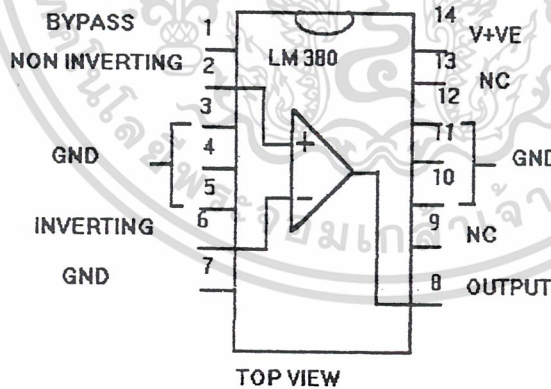 BYPASS 1 14 V+VE
NON INVERTING 2 LM 380 13 NC
3 12
GND 4 11 GND
5 10
INVERTING 6 9 NC
GND 7 8 OUTPUT
+
-
TOP VIEW